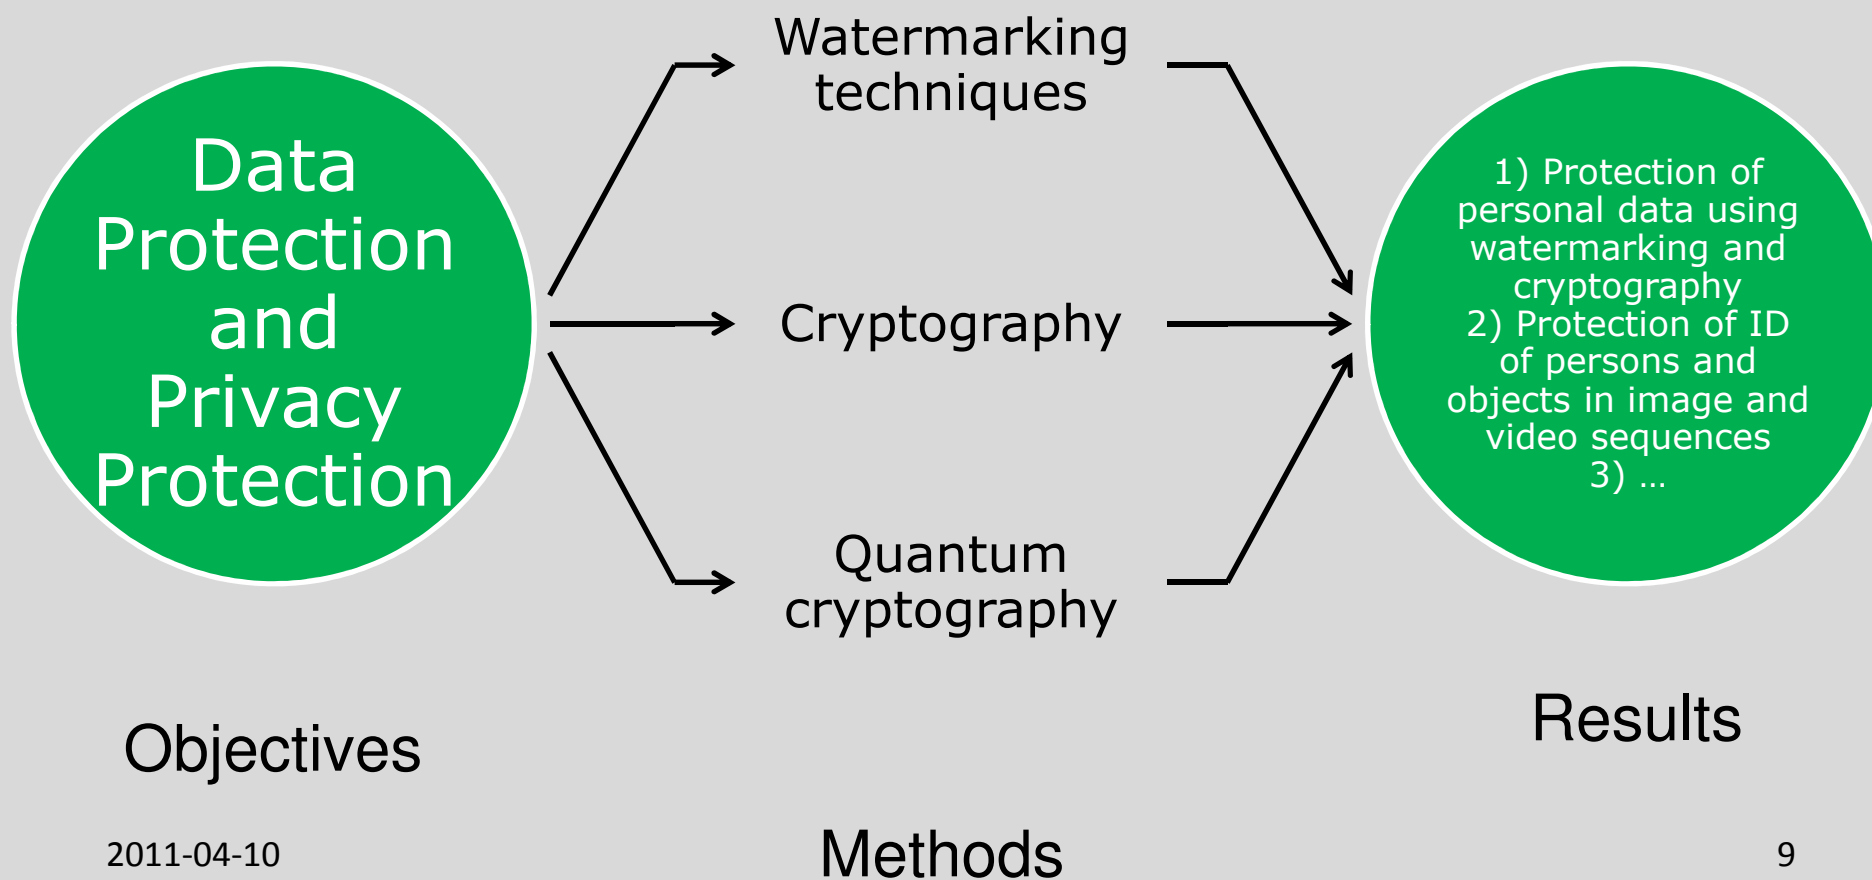 Data
Protection
and
Privacy
Protection
Watermarking
techniques
Cryptography
Quantum
cryptography
1) Protection of
personal data using
watermarking and
cryptography
2) Protection of ID
of persons and
objects in image and
video sequences
3) …
Objectives
Methods
Results
2011-04-10
9